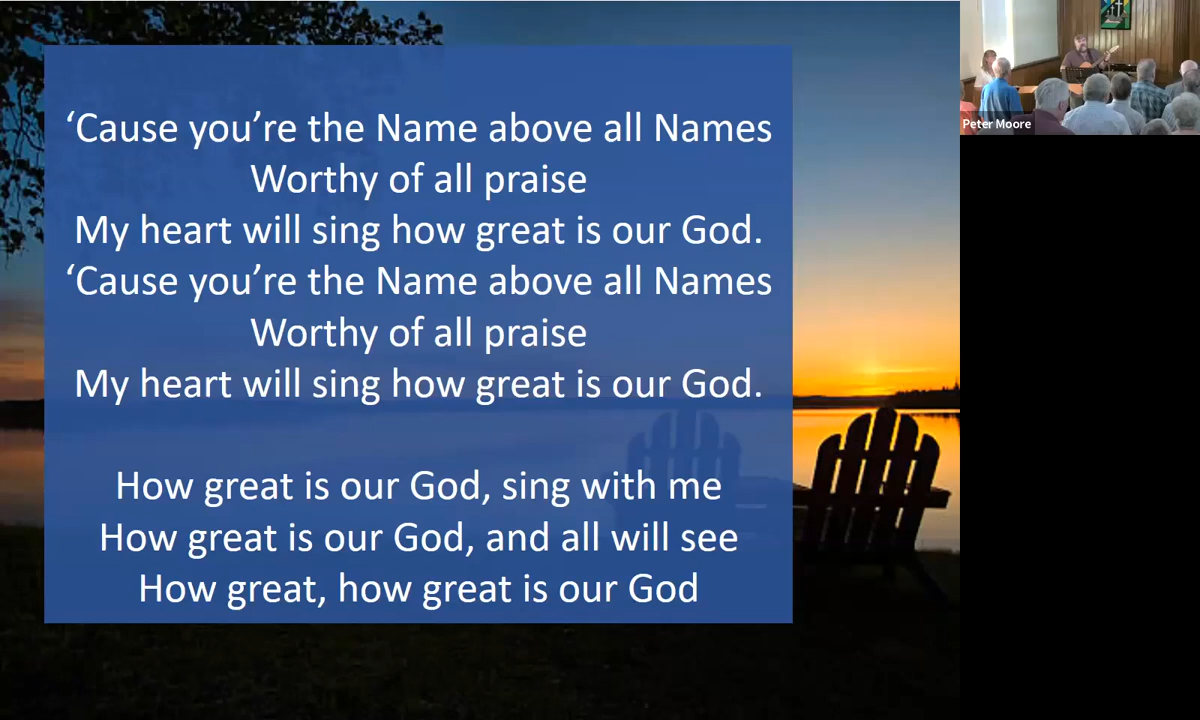 ‘Cause you’re the Name above all Names
Worthy of all praise
My heart will sing how great is our God.
‘Cause you’re the Name above all Names
Worthy of all praise
My heart will sing how great is our God.
How great is our God, sing with me
How great is our God, and all will see
How great, how great is our God
Peter Moore